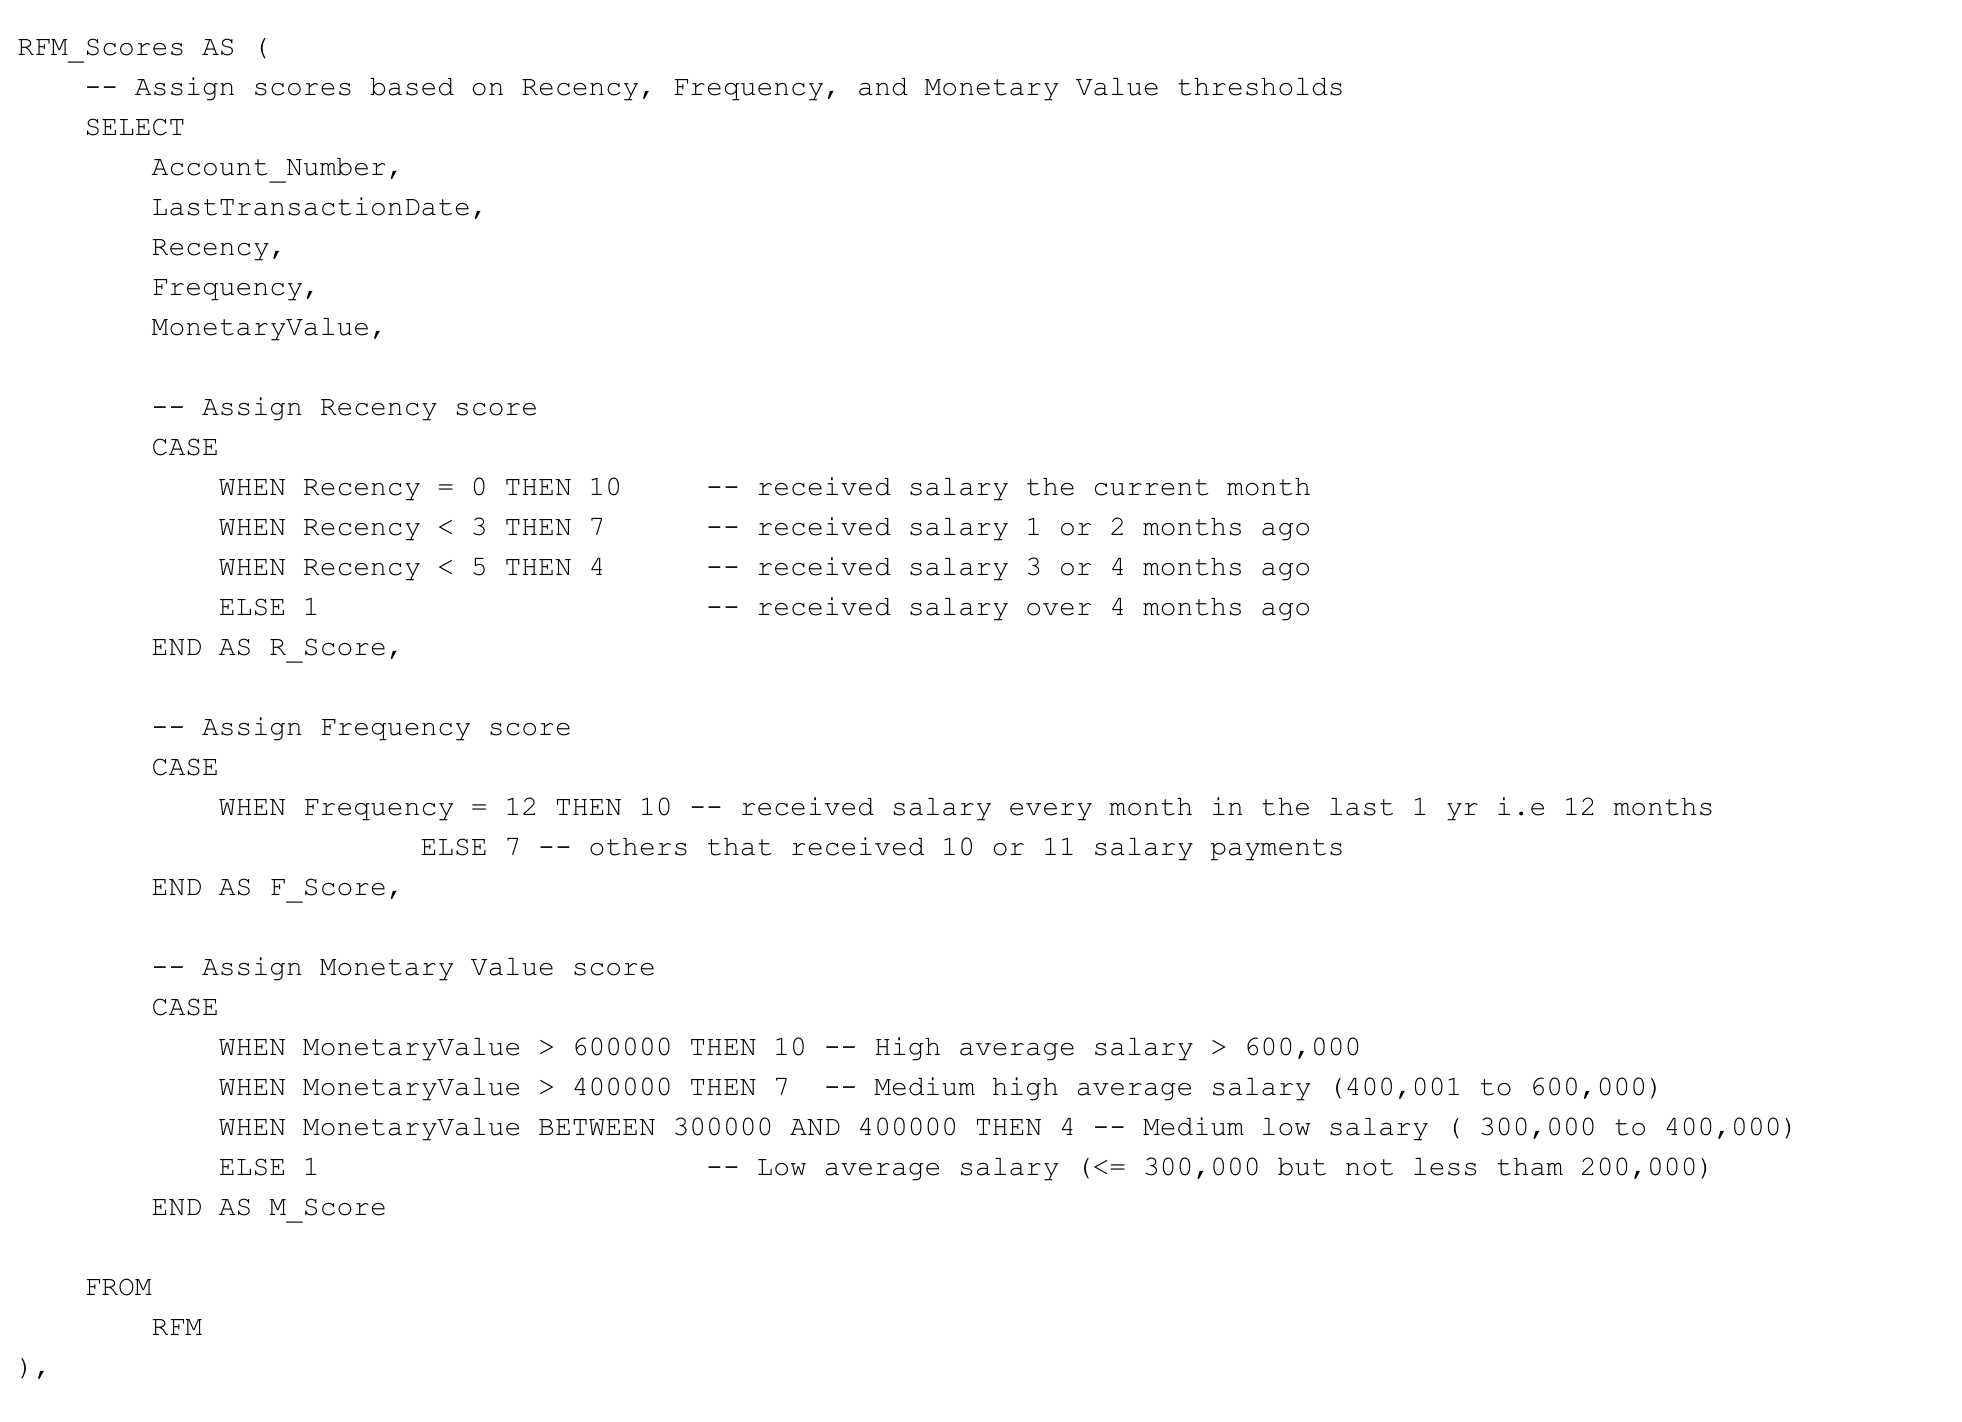 RFM_Scores AS (
    -- Assign scores based on Recency, Frequency, and Monetary Value thresholds
    SELECT
        Account_Number,
        LastTransactionDate,
        Recency,
        Frequency,
        MonetaryValue,

        -- Assign Recency score
        CASE
            WHEN Recency = 0 THEN 10     -- received salary the current month
            WHEN Recency < 3 THEN 7      -- received salary 1 or 2 months ago
            WHEN Recency < 5 THEN 4      -- received salary 3 or 4 months ago
            ELSE 1                       -- received salary over 4 months ago
        END AS R_Score,

        -- Assign Frequency score
        CASE
            WHEN Frequency = 12 THEN 10 -- received salary every month in the last 1 yr i.e 12 months
                        ELSE 7 -- others that received 10 or 11 salary payments
        END AS F_Score,

        -- Assign Monetary Value score
        CASE
            WHEN MonetaryValue > 600000 THEN 10 -- High average salary > 600,000
            WHEN MonetaryValue > 400000 THEN 7  -- Medium high average salary (400,001 to 600,000)
            WHEN MonetaryValue BETWEEN 300000 AND 400000 THEN 4 -- Medium low salary ( 300,000 to 400,000)
            ELSE 1                       -- Low average salary (<= 300,000 but not less tham 200,000)
        END AS M_Score

    FROM
        RFM
),